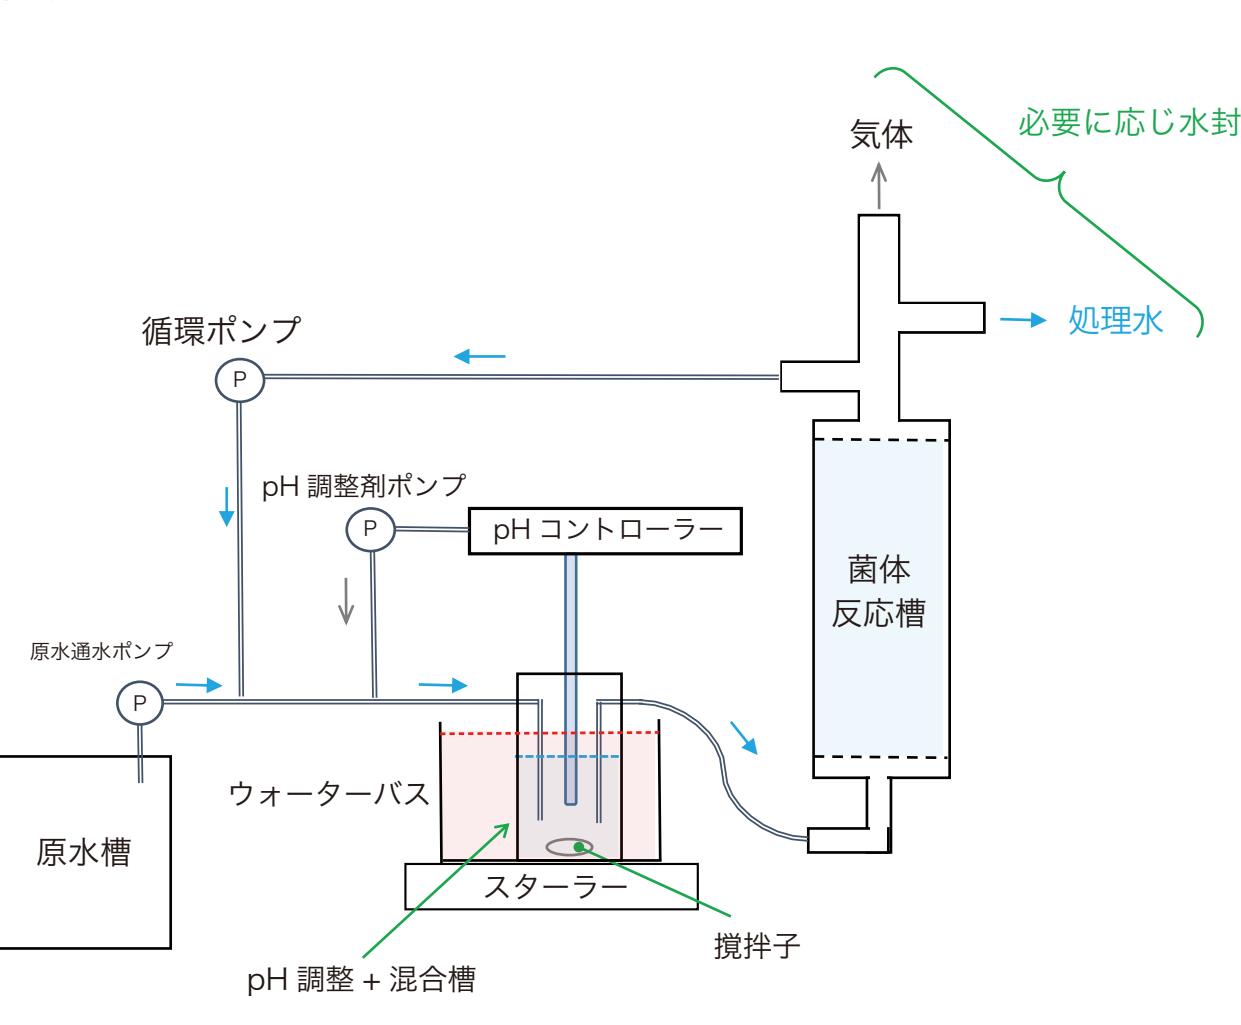 必要に応じ水封
気体
処理水
循環ポンプ
P
pH 調整剤ポンプ
P
pH コントローラー
菌体
反応槽
原水通水ポンプ
P
ウォーターバス
原水槽
スターラー
撹拌子
pH 調整 + 混合槽